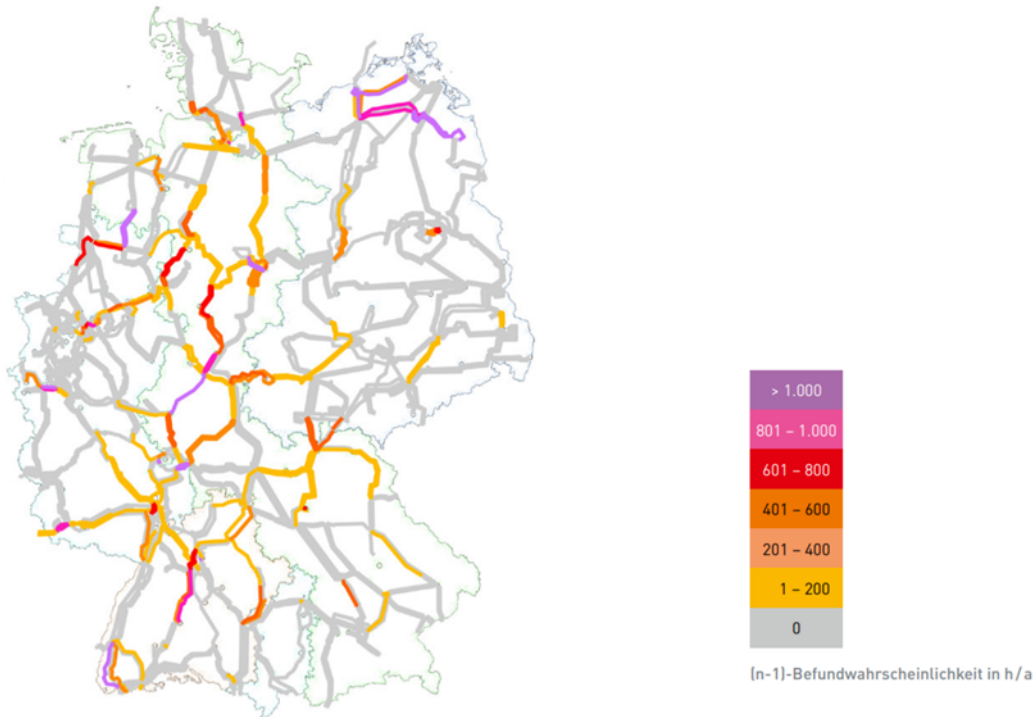 > 1.000
801 – 1.000
601 – 800
401 – 600
201 – 400
1 – 200
0
(n-1)-Befundwahrscheinlichkeit in h/a